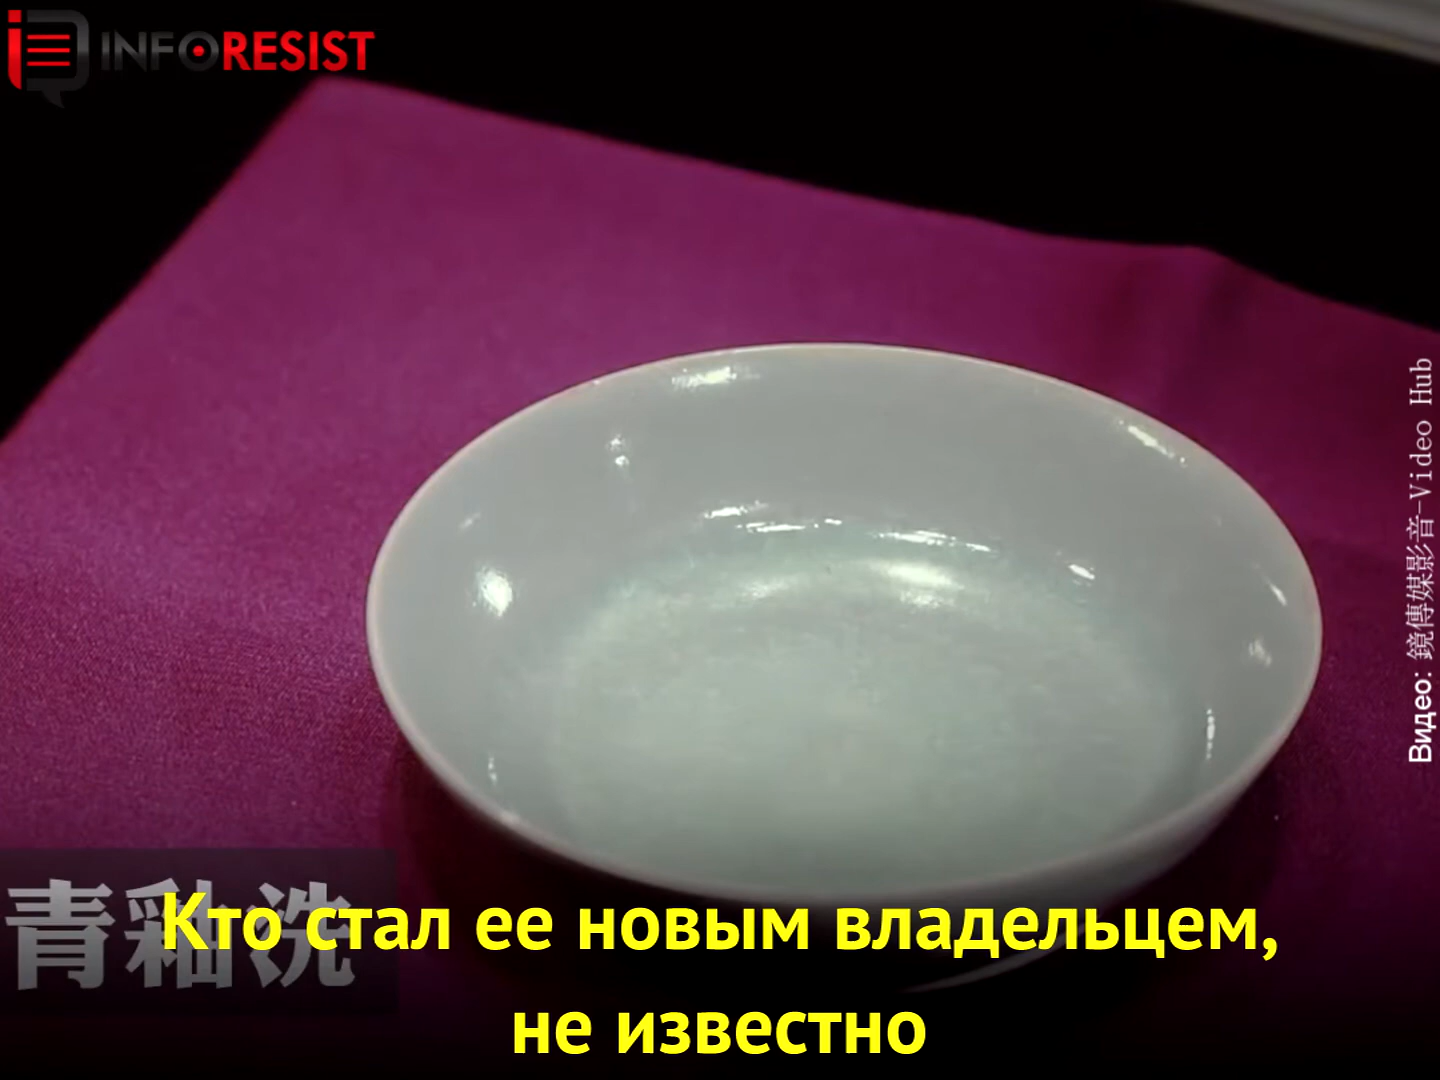 INFORESIST
Видео: 鏡傳媒影音-Video Hub
青釉洗
Кто стал ее новым владельцем,
не известно